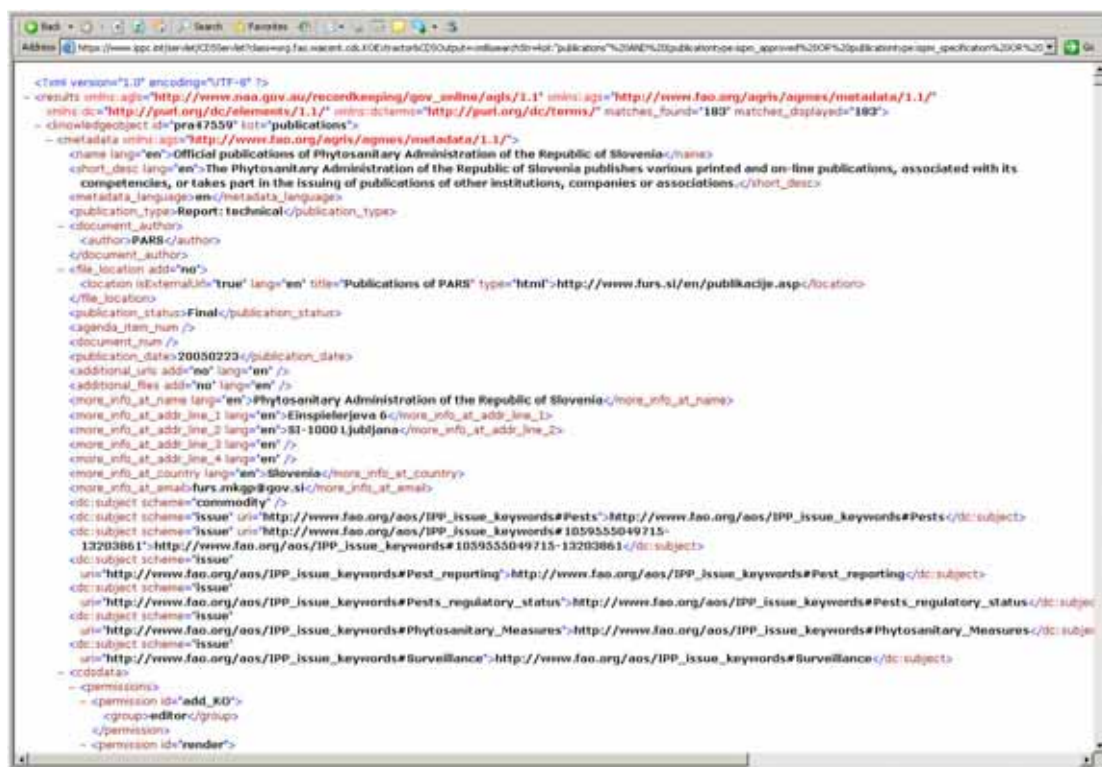 Back Search Favorites
Address https://www.ippc.int/servlet/CDSServlet?class=org.fao.waicent.cds.KOExtractorCDSOutput=xmlsearch
<?xml version="1.0" encoding="UTF-8" ?>
- <results xmlns:agls="http://www.naa.gov.au/recordkeeping/gov_online/agls/1.1" xmlns:ags="http://www.fao.org/agris/agmes/metadata/1.1/"
xmlns:dc="http://purl.org/dc/elements/1.1/" xmlns:dcterms="http://purl.org/dc/terms/" matches_found="183" matches_displayed="183">
- <knowledgeobject id="pra47559" kot="publications">
- <metadata xmlns:ags="http://www.fao.org/agris/agmes/metadata/1.1/">
<name lang="en">Official publications of Phytosanitary Administration of the Republic of Slovenia</name>
<short_desc lang="en">The Phytosanitary Administration of the Republic of Slovenia publishes various printed and on-line publications, associated with its
competencies, or takes part in the issuing of publications of other institutions, companies or associations.</short_desc>
<metadata_language>en</metadata_language>
<publication_type>Report: technical</publication_type>
- <document_author>
<author>PARS</author>
</document_author>
- <file_location add="no">
<location isExternalUrl="true" lang="en" title="Publications of PARS" type="html">http://www.furs.si/en/publikacije.asp</location>
</file_location>
<publication_status>Final</publication_status>
<agenda_item_num />
<document_num />
<publication_date>20050223</publication_date>
<additional_urls add="no" lang="en" />
<additional_files add="no" lang="en" />
<more_info_at_name lang="en">Phytosanitary Administration of the Republic of Slovenia</more_info_at_name>
<more_info_at_addr_line_1 lang="en">Einspielerjeva 6</more_info_at_addr_line_1>
<more_info_at_addr_line_2 lang="en">SI-1000 Ljubljana</more_info_at_addr_line_2>
<more_info_at_addr_line_3 lang="en" />
<more_info_at_addr_line_4 lang="en" />
<more_info_at_country lang="en">Slovenia</more_info_at_country>
<more_info_at_email>furs.mkgp@gov.si</more_info_at_email>
<dc:subject scheme="commodity" />
<dc:subject scheme="issue" uri="http://www.fao.org/aos/IPP_issue_keywords#Pests">http://www.fao.org/aos/IPP_issue_keywords#Pests</dc:subject>
<dc:subject scheme="issue" uri="http://www.fao.org/aos/IPP_issue_keywords#1059555049715-
13203861">http://www.fao.org/aos/IPP_issue_keywords#1059555049715-13203861</dc:subject>
<dc:subject scheme="issue"
uri="http://www.fao.org/aos/IPP_issue_keywords#Pest_reporting">http://www.fao.org/aos/IPP_issue_keywords#Pest_reporting</dc:subject>
<dc:subject scheme="issue"
uri="http://www.fao.org/aos/IPP_issue_keywords#Pests_regulatory_status">http://www.fao.org/aos/IPP_issue_keywords#Pests_regulatory_status</dc:subjec
<dc:subject scheme="issue"
uri="http://www.fao.org/aos/IPP_issue_keywords#Phytosanitary_Measures">http://www.fao.org/aos/IPP_issue_keywords#Phytosanitary_Measures</dc:subje
<dc:subject scheme="issue"
uri="http://www.fao.org/aos/IPP_issue_keywords#Surveillance">http://www.fao.org/aos/IPP_issue_keywords#Surveillance</dc:subject>
- <cdsdata>
- <permissions>
- <permission id="add_KO">
<group>editor</group>
</permission>
- <permission id="render">